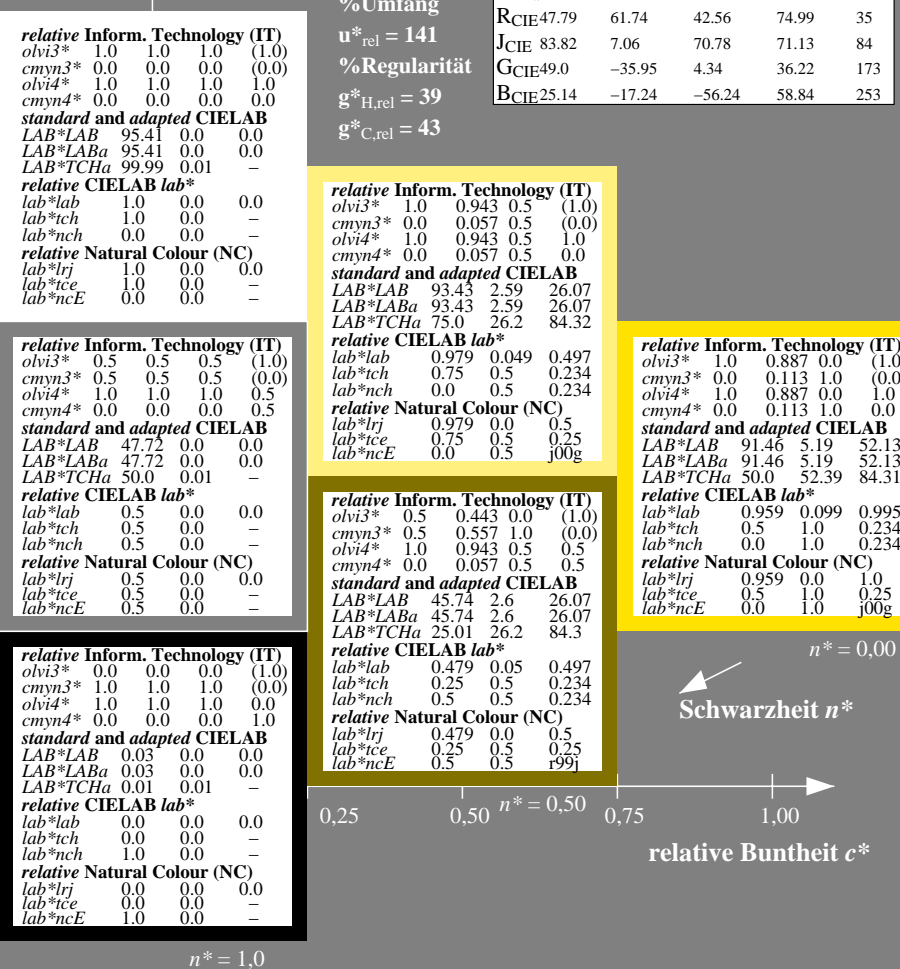 %Umfang
u*rel = 141
%Regularität
g*H,rel = 39
g*C,rel = 43
RCIE 47.79 61.74 42.56 74.99 35
JCIE 83.82 7.06 70.78 71.13 84
GCIE 49.0 −35.95 4.34 36.22 173
BCIE 25.14 −17.24 −56.24 58.84 253
relative Inform. Technology (IT)
olvi3* 1.0 1.0 1.0 (1.0)
cmyn3* 0.0 0.0 0.0 (0.0)
olvi4* 1.0 1.0 1.0 1.0
cmyn4* 0.0 0.0 0.0 0.0
standard and adapted CIELAB
LAB*LAB 95.41 0.0 0.0
LAB*LABa 95.41 0.0 0.0
LAB*TCHa 99.99 0.01 –
relative CIELAB lab*
lab*lab 1.0 0.0 0.0
lab*tch 1.0 0.0 –
lab*nch 0.0 0.0 –
relative Natural Colour (NC)
lab*lrj 1.0 0.0 0.0
lab*tce 1.0 0.0 –
lab*ncE 0.0 0.0 –
relative Inform. Technology (IT)
olvi3* 1.0 0.943 0.5 (1.0)
cmyn3* 0.0 0.057 0.5 (0.0)
olvi4* 1.0 0.943 0.5 1.0
cmyn4* 0.0 0.057 0.5 0.0
standard and adapted CIELAB
LAB*LAB 93.43 2.59 26.07
LAB*LABa 93.43 2.59 26.07
LAB*TCHa 75.0 26.2 84.32
relative CIELAB lab*
lab*lab 0.979 0.049 0.497
lab*tch 0.75 0.5 0.234
lab*nch 0.0 0.5 0.234
relative Natural Colour (NC)
lab*lrj 0.979 0.0 0.5
lab*tce 0.75 0.5 0.25
lab*ncE 0.0 0.5 j00g
relative Inform. Technology (IT)
olvi3* 0.5 0.5 0.5 (1.0)
cmyn3* 0.5 0.5 0.5 (0.0)
olvi4* 1.0 1.0 1.0 0.5
cmyn4* 0.0 0.0 0.0 0.5
standard and adapted CIELAB
LAB*LAB 47.72 0.0 0.0
LAB*LABa 47.72 0.0 0.0
LAB*TCHa 50.0 0.01 –
relative CIELAB lab*
lab*lab 0.5 0.0 0.0
lab*tch 0.5 0.0 –
lab*nch 0.5 0.0 –
relative Natural Colour (NC)
lab*lrj 0.5 0.0 0.0
lab*tce 0.5 0.0 –
lab*ncE 0.5 0.0 –
relative Inform. Technology (IT)
olvi3* 1.0 0.887 0.0 (1.0
cmyn3* 0.0 0.113 1.0 (0.0
olvi4* 1.0 0.887 0.0 1.0
cmyn4* 0.0 0.113 1.0 0.0
standard and adapted CIELAB
LAB*LAB 91.46 5.19 52.13
LAB*LABa 91.46 5.19 52.13
LAB*TCHa 50.0 52.39 84.31
relative CIELAB lab*
lab*lab 0.959 0.099 0.995
lab*tch 0.5 1.0 0.234
lab*nch 0.0 1.0 0.234
relative Natural Colour (NC)
lab*lrj 0.959 0.0 1.0
lab*tce 0.5 1.0 0.25
lab*ncE 0.0 1.0 j00g
relative Inform. Technology (IT)
olvi3* 0.5 0.443 0.0 (1.0)
cmyn3* 0.5 0.557 1.0 (0.0)
olvi4* 1.0 0.943 0.5 0.5
cmyn4* 0.0 0.057 0.5 0.5
standard and adapted CIELAB
LAB*LAB 45.74 2.6 26.07
LAB*LABa 45.74 2.6 26.07
LAB*TCHa 25.01 26.2 84.3
relative CIELAB lab*
lab*lab 0.479 0.05 0.497
lab*tch 0.25 0.5 0.234
lab*nch 0.5 0.5 0.234
relative Natural Colour (NC)
lab*lrj 0.479 0.0 0.5
lab*tce 0.25 0.5 0.25
lab*ncE 0.5 0.5 r99j
relative Inform. Technology (IT)
olvi3* 0.0 0.0 0.0 (1.0)
cmyn3* 1.0 1.0 1.0 (0.0)
olvi4* 1.0 1.0 1.0 0.0
cmyn4* 0.0 0.0 0.0 1.0
standard and adapted CIELAB
LAB*LAB 0.03 0.0 0.0
LAB*LABa 0.03 0.0 0.0
LAB*TCHa 0.01 0.01 –
relative CIELAB lab*
lab*lab 0.0 0.0 0.0
lab*tch 0.0 0.0 –
lab*nch 1.0 0.0 –
relative Natural Colour (NC)
lab*lrj 0.0 0.0 0.0
lab*tce 0.0 0.0 –
lab*ncE 1.0 0.0 –
n* = 0,00
Schwarzheit n*
n* = 0,50
0,25 0,50 0,75 1,00
relative Buntheit c*
n* = 1,0